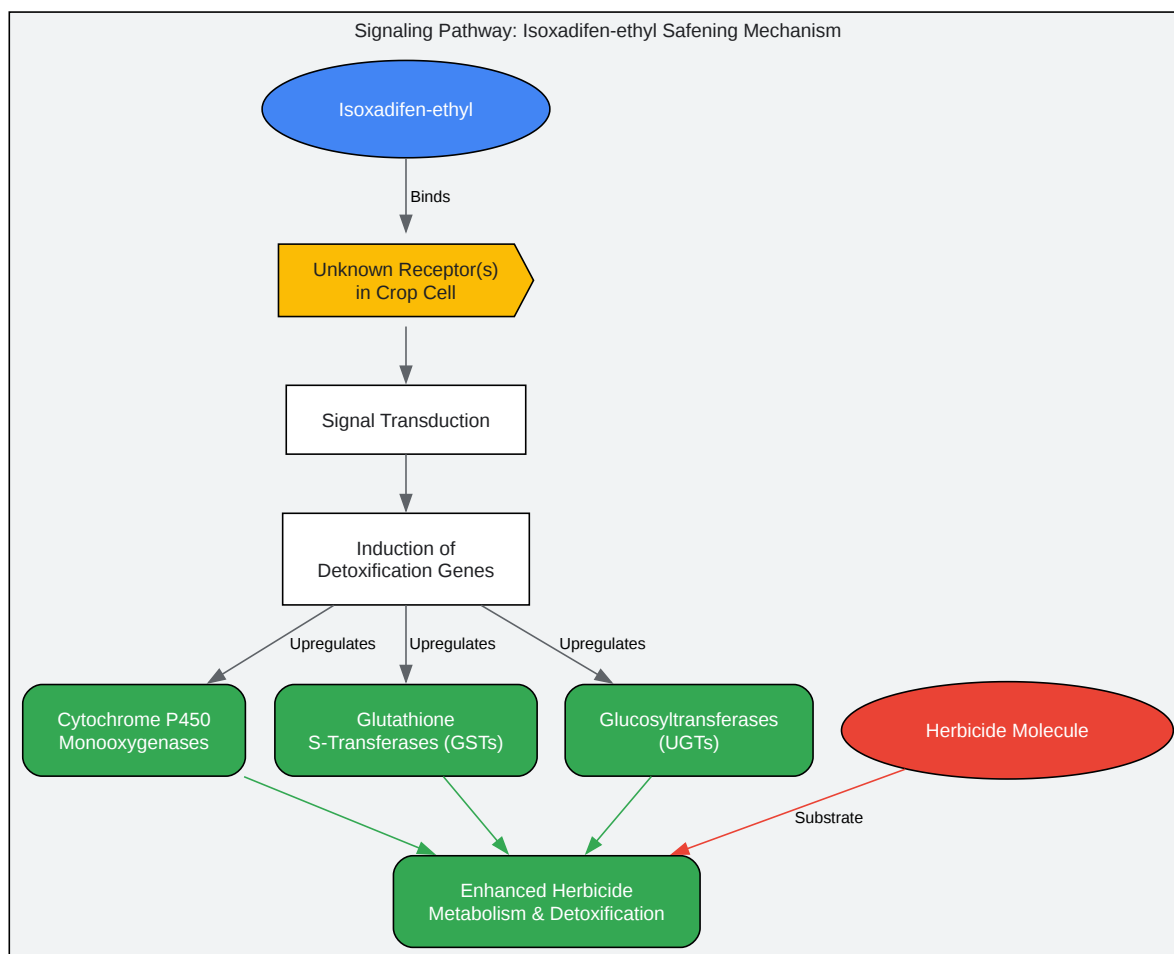 Signaling Pathway: Isoxadifen-ethyl Safening Mechanism
Isoxadifen-ethyl
Binds
Unknown Receptor(s)
in Crop Cell
Signal Transduction
Induction of
Detoxification Genes
Upregulates
Upregulates
Upregulates
Cytochrome P450
Monooxygenases
Glutathione
S-Transferases (GSTs)
Glucosyltransferases
(UGTs)
Herbicide Molecule
Substrate
Enhanced Herbicide
Metabolism & Detoxification